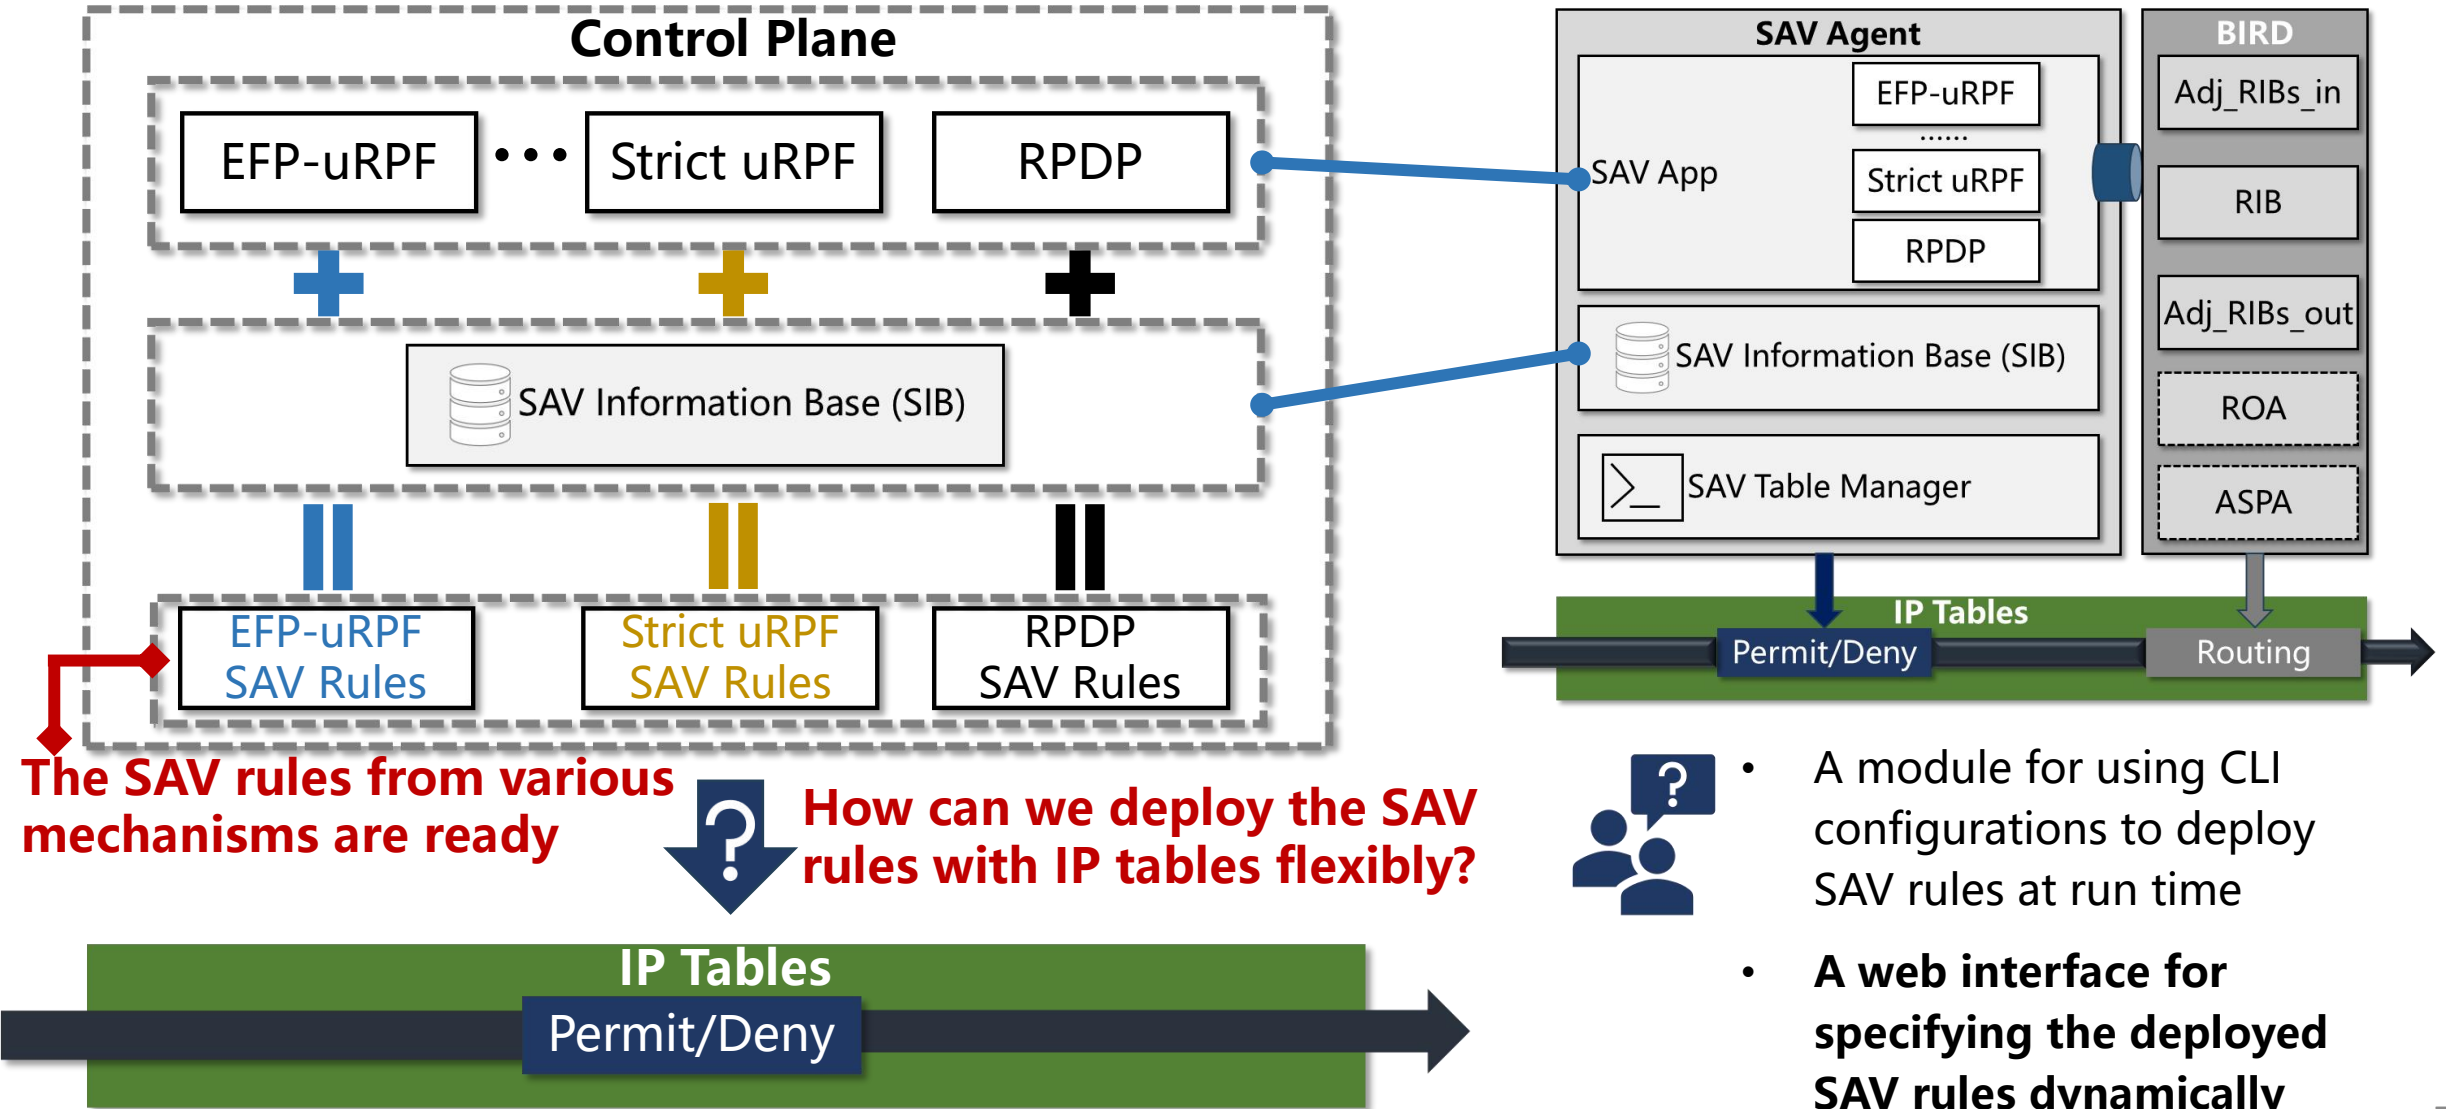 Control Plane
EFP-uRPF
•••
Strict uRPF
RPDP
SAV Information Base (SIB)
EFP-uRPF
SAV Rules
Strict uRPF
SAV Rules
RPDP
SAV Rules
The SAV rules from various
mechanisms are ready
?
How can we deploy the SAV
rules with IP tables flexibly?
IP Tables
Permit/Deny
SAV Agent
SAV App
EFP-uRPF
......
Strict uRPF
RPDP
SAV Information Base (SIB)
>_
SAV Table Manager
BIRD
Adj_RIBs_in
RIB
Adj_RIBs_out
ROA
ASPA
IP Tables
Permit/Deny
Routing
?
• A module for using CLI
configurations to deploy
SAV rules at run time
• A web interface for
specifying the deployed
SAV rules dynamically